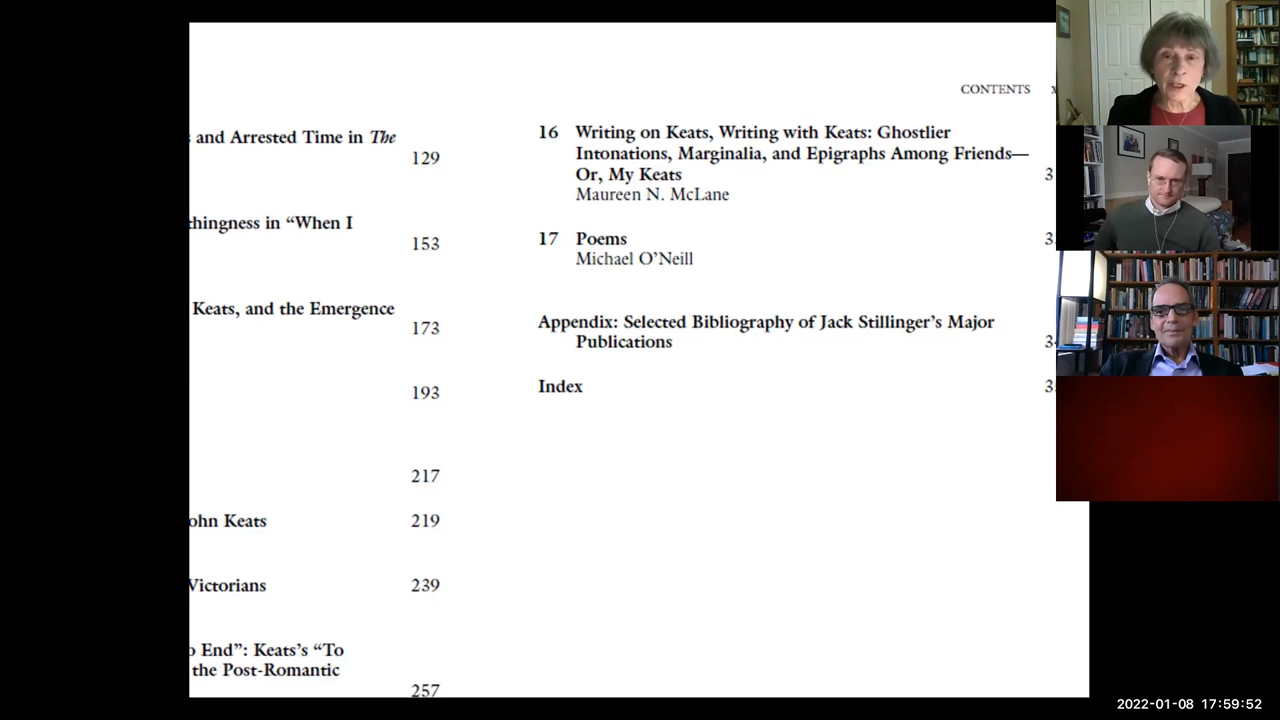 CONTENTS
and Arrested Time in The
129
thingness in “When I
153
Keats, and the Emergence
173
193
217
ohn Keats
219
Victorians
239
End”: Keats’s “To
the Post-Romantic
257
16 Writing on Keats, Writing with Keats: Ghostlier
Intonations, Marginalia, and Epigraphs Among Friends—
Or, My Keats
Maureen N. McLane
17 Poems
Michael O’Neill
Appendix: Selected Bibliography of Jack Stillinger’s Major
Publications
Index
2022-01-08 17:59:52